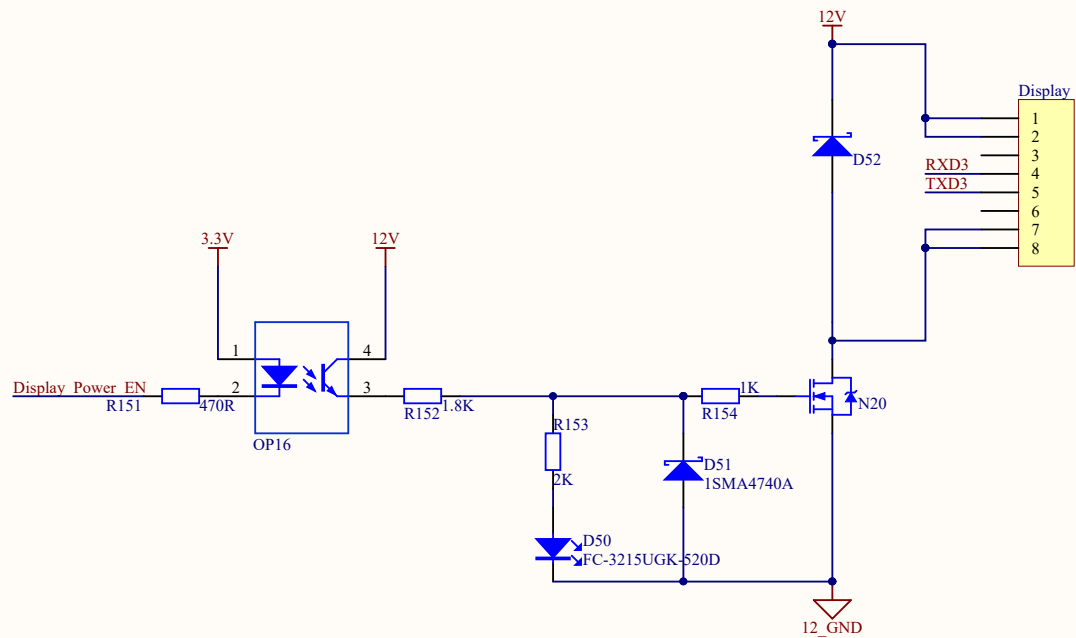 12V
Display
1
2
D52
3
RXD3
4
TXD3
5
6
3.3V
12V
7
8
1
4
Display_Power_EN
2
3
1K
R151
470R
R152
1.8K
R154
N20
R153
OP16
D51
2K
1SMA4740A
D50
FC-3215UGK-520D
12_GND